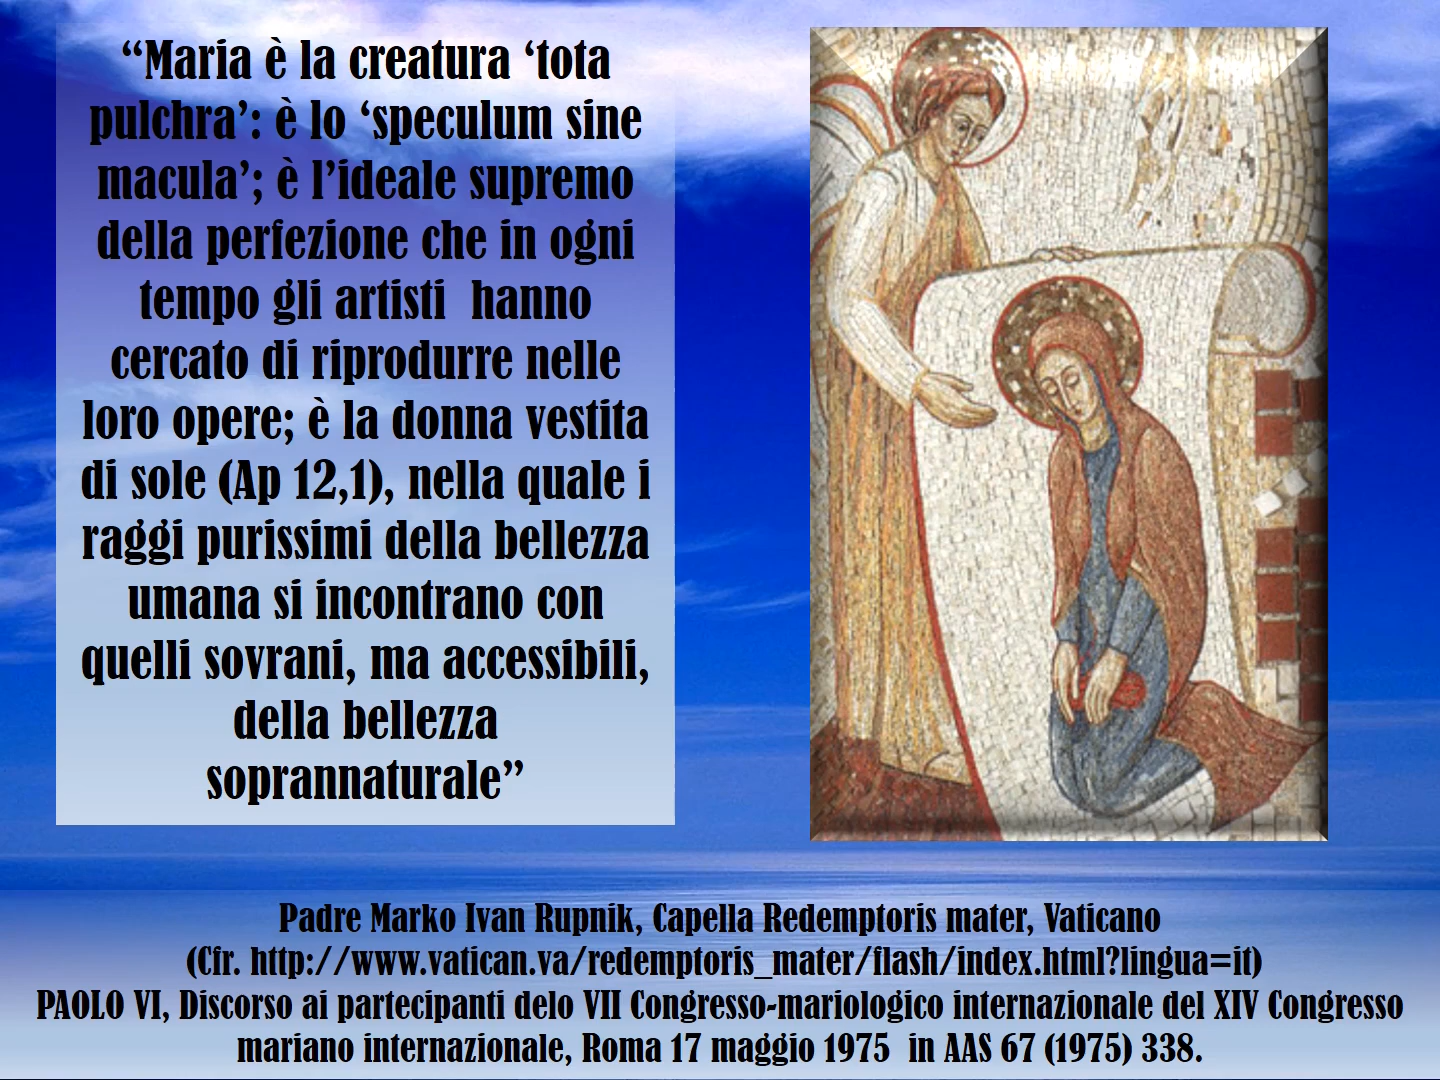 “Maria è la creatura ‘tota
pulchra’: è lo ‘speculum sine
macula’; è l’ideale supremo
della perfezione che in ogni
tempo gli artisti  hanno
cercato di riprodurre nelle
loro opere; è la donna vestita
di sole (Ap 12,1), nella quale i
raggi purissimi della bellezza
umana si incontrano con
quelli sovrani, ma accessibili,
della bellezza
soprannaturale”
Padre Marko Ivan Rupnik, Capella Redemptoris mater, Vaticano
(Cfr. http://www.vatican.va/redemptoris_mater/flash/index.html?lingua=it)
PAOLO VI, Discorso ai partecipanti delo VII Congresso-mariologico internazionale del XIV Congresso
mariano internazionale, Roma 17 maggio 1975  in AAS 67 (1975) 338.